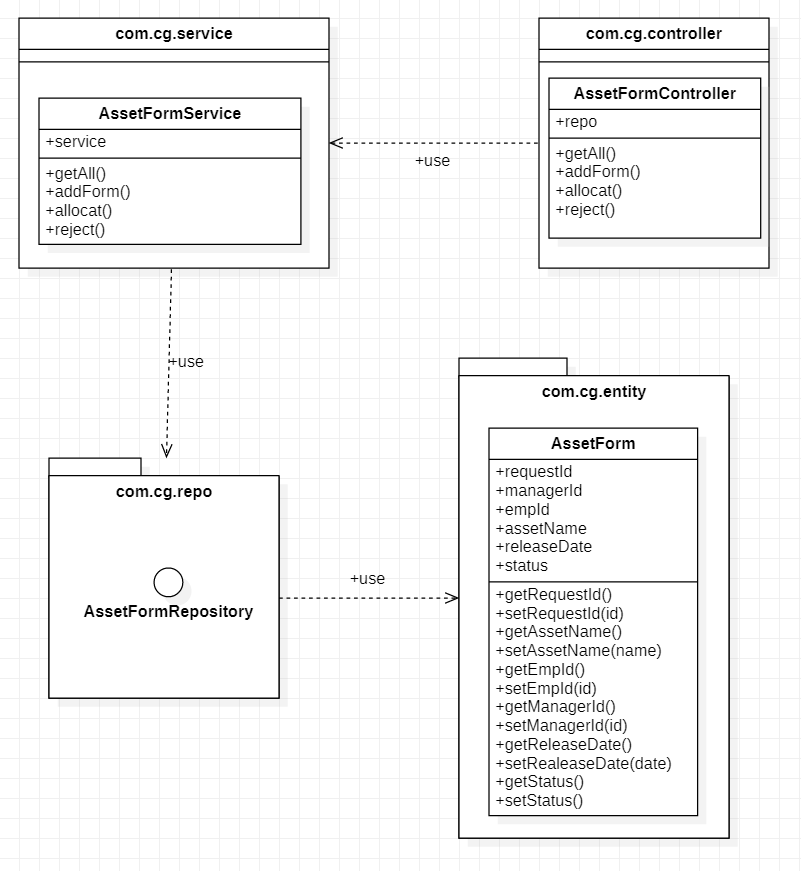 com.cg.service
AssetFormService
+service
+getAll()
+addForm()
+allocat()
+reject()
com.cg.controller
AssetFormController
+repo
+getAll()
+addForm()
+allocat()
+reject()
+use
+use
com.cg.repo
AssetFormRepository
+use
com.cg.entity
AssetForm
+requestId
+managerId
+empId
+assetName
+releaseDate
+status
+getRequestId()
+setRequestId(id)
+getAssetName()
+setAssetName(name)
+getEmpId()
+setEmpId(id)
+getManagerId()
+setManagerId(id)
+getReleaseDate()
+setRealeaseDate(date)
+getStatus()
+setStatus()